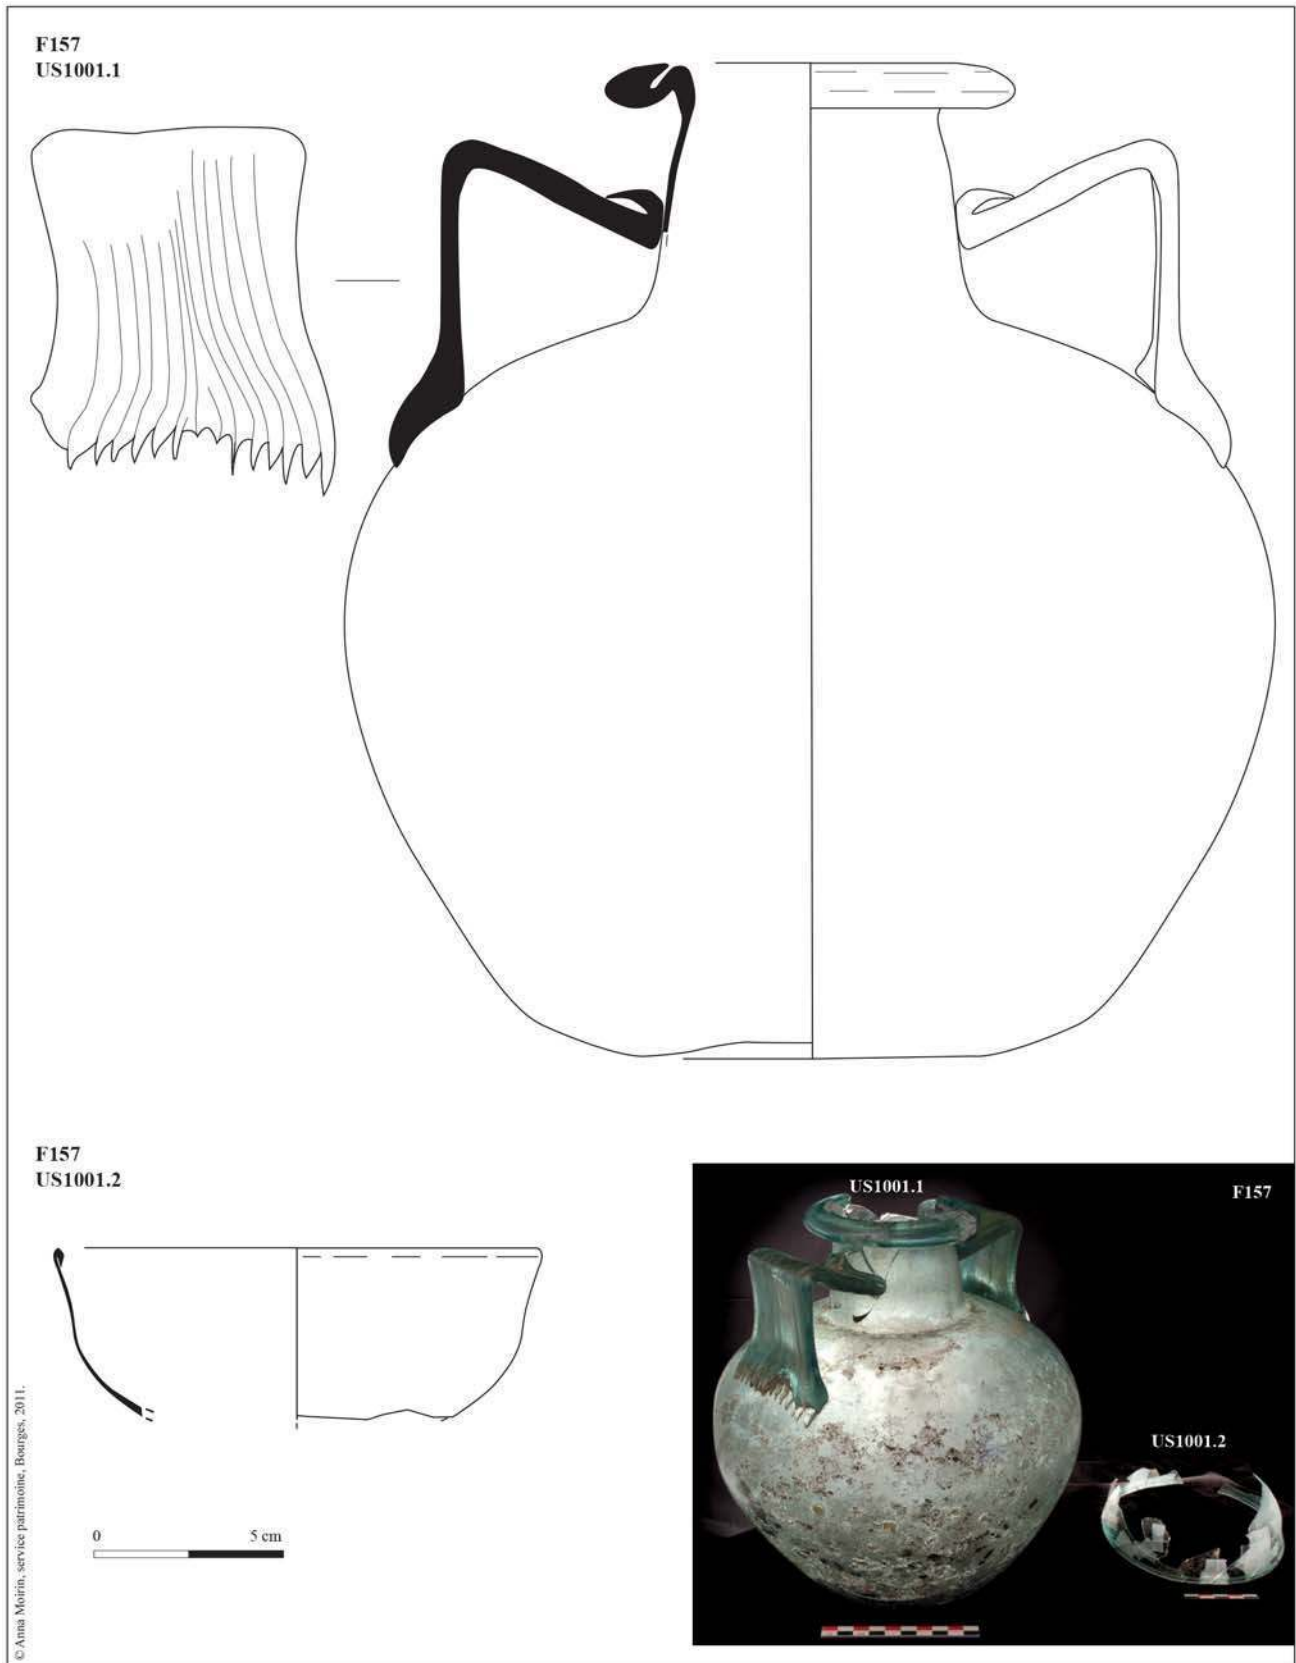 F157
US1001.1
F157
US1001.2
0 5 cm
US1001.1
F157
US1001.2
© Anna Moirin, service patrimoine, Bourges, 2011.